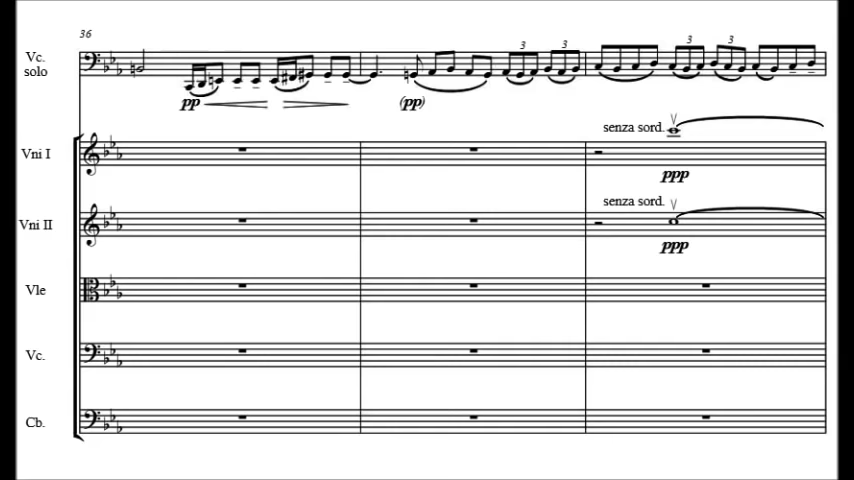 36
Vc.
solo
pp
(pp)
3
3
3
3
senza sord.
Vni I
ppp
senza sord.
Vni II
ppp
Vle
Vc.
Cb.